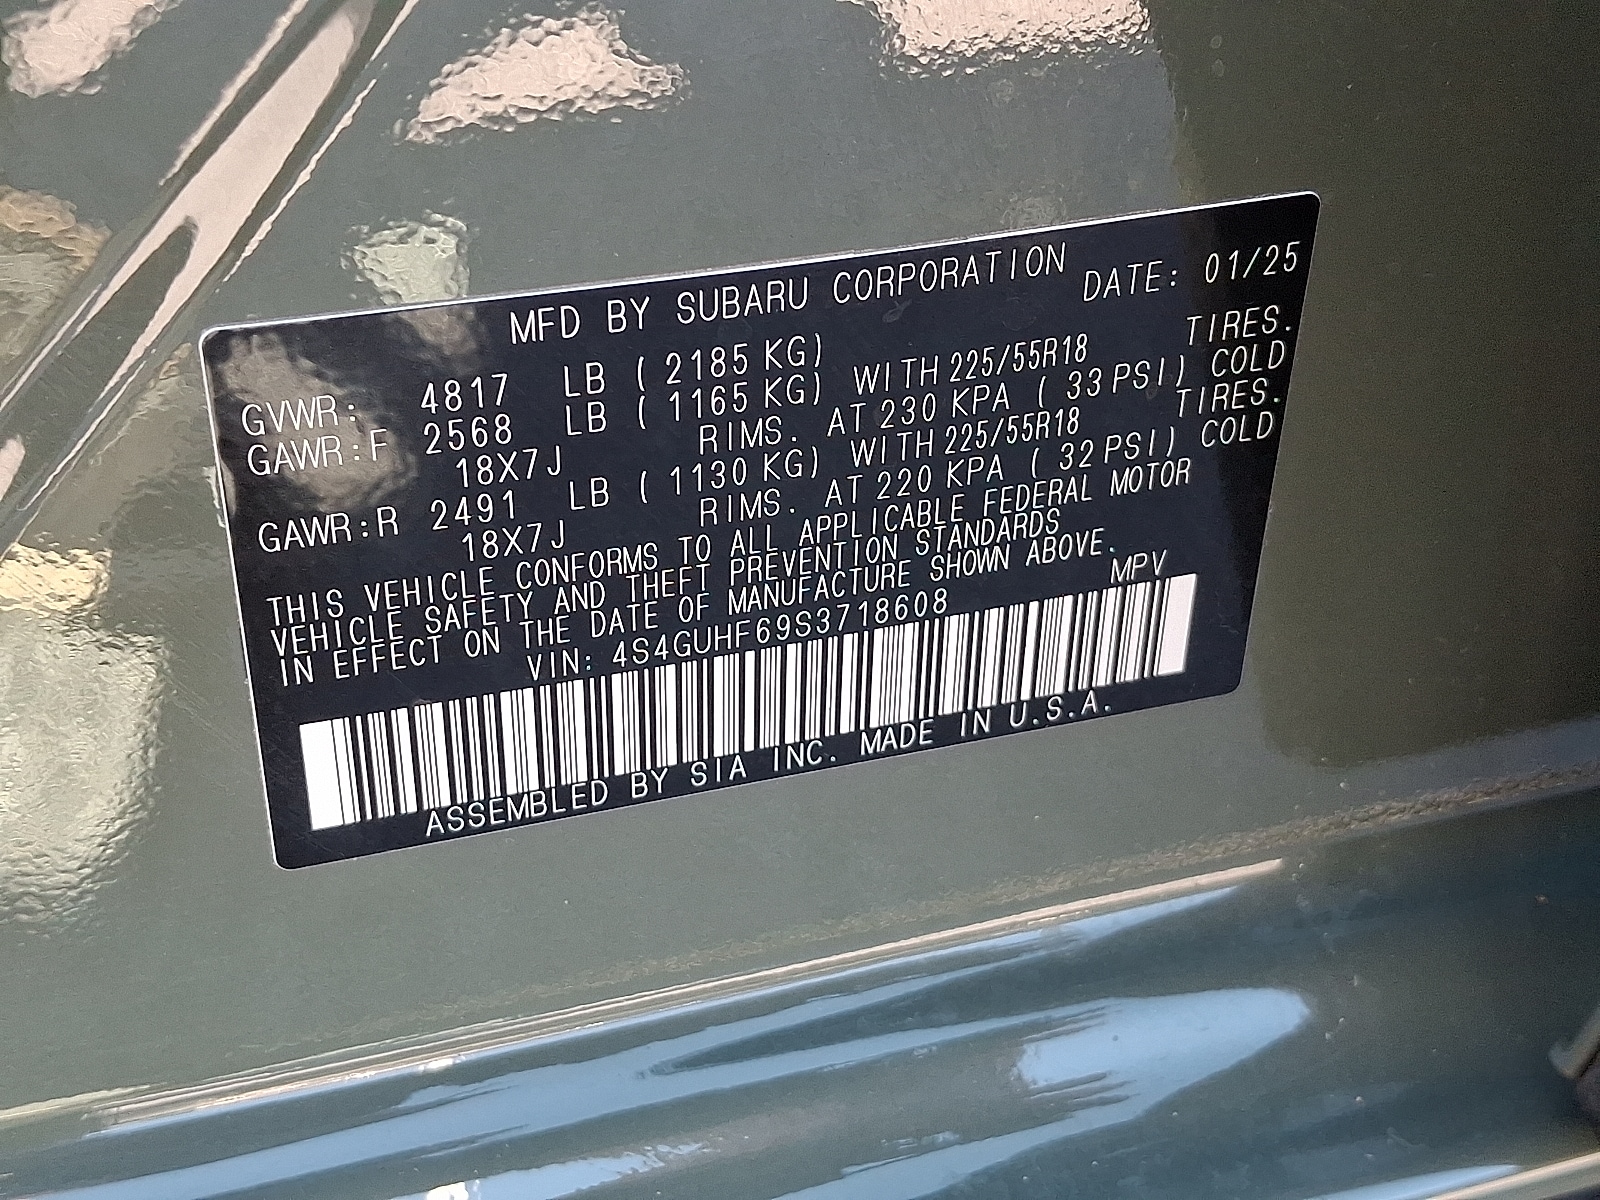 MFD BY SUBARU CORPORATION DATE: 01/25
GVWR: 4817 LB ( 2185 KG)
GAWR:F 2568 LB ( 1165 KG) WITH 225/55R18 TIRES.
18X7J RIMS. AT 230 KPA ( 33 PSI) COLD
GAWR:R 2491 LB ( 1130 KG) WITH 225/55R18 TIRES.
18X7J RIMS. AT 220 KPA ( 32 PSI) COLD
THIS VEHICLE CONFORMS TO ALL APPLICABLE FEDERAL MOTOR
VEHICLE SAFETY AND THEFT PREVENTION STANDARDS
IN EFFECT ON THE DATE OF MANUFACTURE SHOWN ABOVE.
VIN: 4S4GUHF69S3718608 MPV
ASSEMBLED BY SIA INC. MADE IN U.S.A.